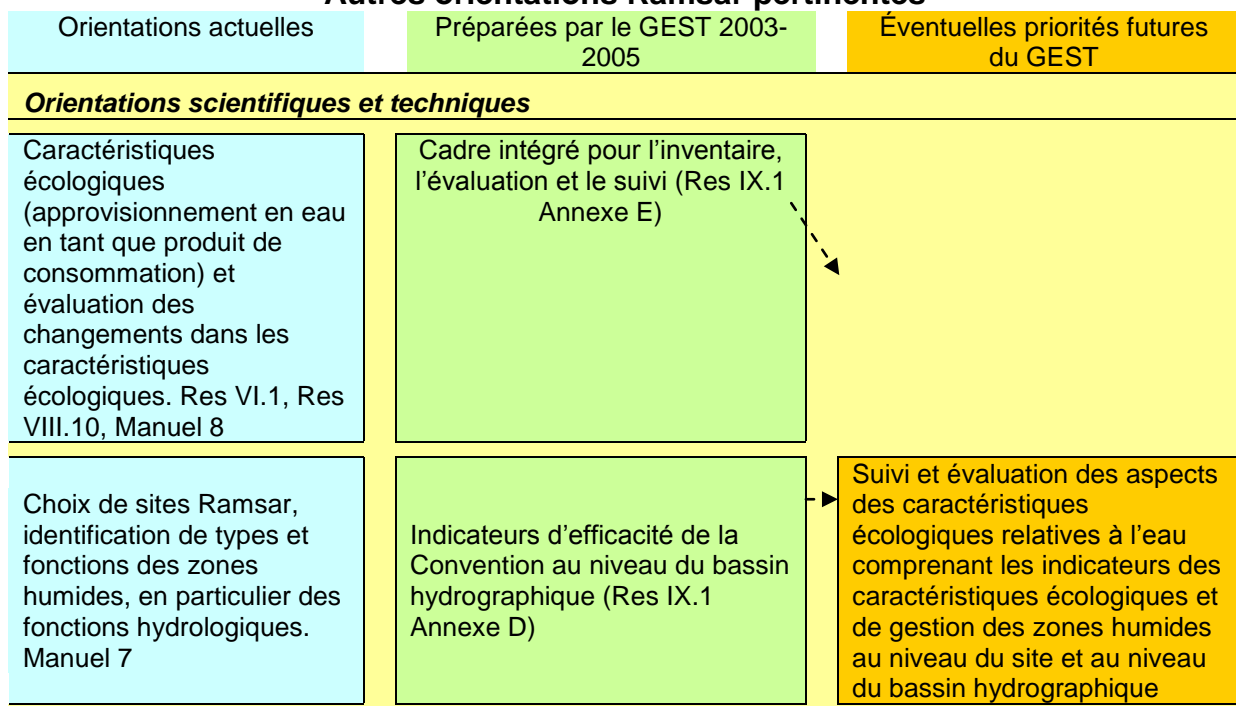 Autres orientations Ramsar pertinentes
Orientations actuelles
Préparées par le GEST 2003-
2005
Éventuelles priorités futures
du GEST
Orientations scientifiques et techniques
Caractéristiques
écologiques
(approvisionnement en eau
en tant que produit de
consommation) et
évaluation des
changements dans les
caractéristiques
écologiques. Res VI.1, Res
VIII.10, Manuel 8
Cadre intégré pour l'inventaire,
l'évaluation et le suivi (Res IX.1
Annexe E)
Choix de sites Ramsar,
identification de types et
fonctions des zones
humides, en particulier des
fonctions hydrologiques.
Manuel 7
Indicateurs d'efficacité de la
Convention au niveau du bassin
hydrographique (Res IX.1
Annexe D)
Suivi et évaluation des aspects
des caractéristiques
écologiques relatives à l'eau
comprenant les indicateurs des
caractéristiques écologiques et
de gestion des zones humides
au niveau du site et au niveau
du bassin hydrographique